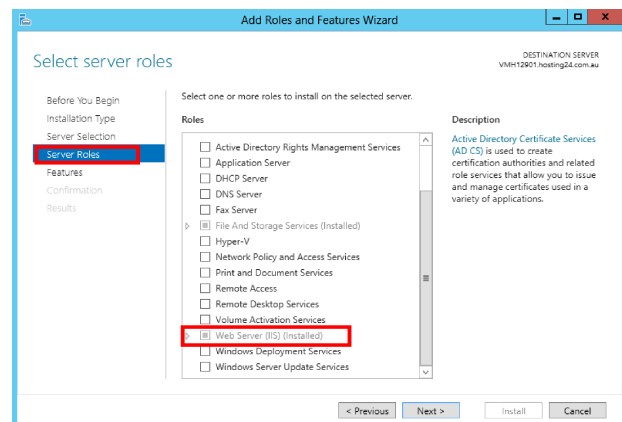 Add Roles and Features Wizard
Select server roles
DESTINATION SERVER
VMH12901.hosting24.com.au
Before You Begin
Installation Type
Server Selection
Server Roles
Features
Confirmation
Results
Select one or more roles to install on the selected server.
Roles
Active Directory Rights Management Services
Application Server
DHCP Server
DNS Server
Fax Server
File And Storage Services (Installed)
Hyper-V
Network Policy and Access Services
Print and Document Services
Remote Access
Remote Desktop Services
Volume Activation Services
Web Server (IIS) (Installed)
Windows Deployment Services
Windows Server Update Services
Description
Active Directory Certificate Services
(AD CS) is used to create
certification authorities and related
role services that allow you to issue
and manage certificates used in a
variety of applications.
< Previous
Next >
Install
Cancel